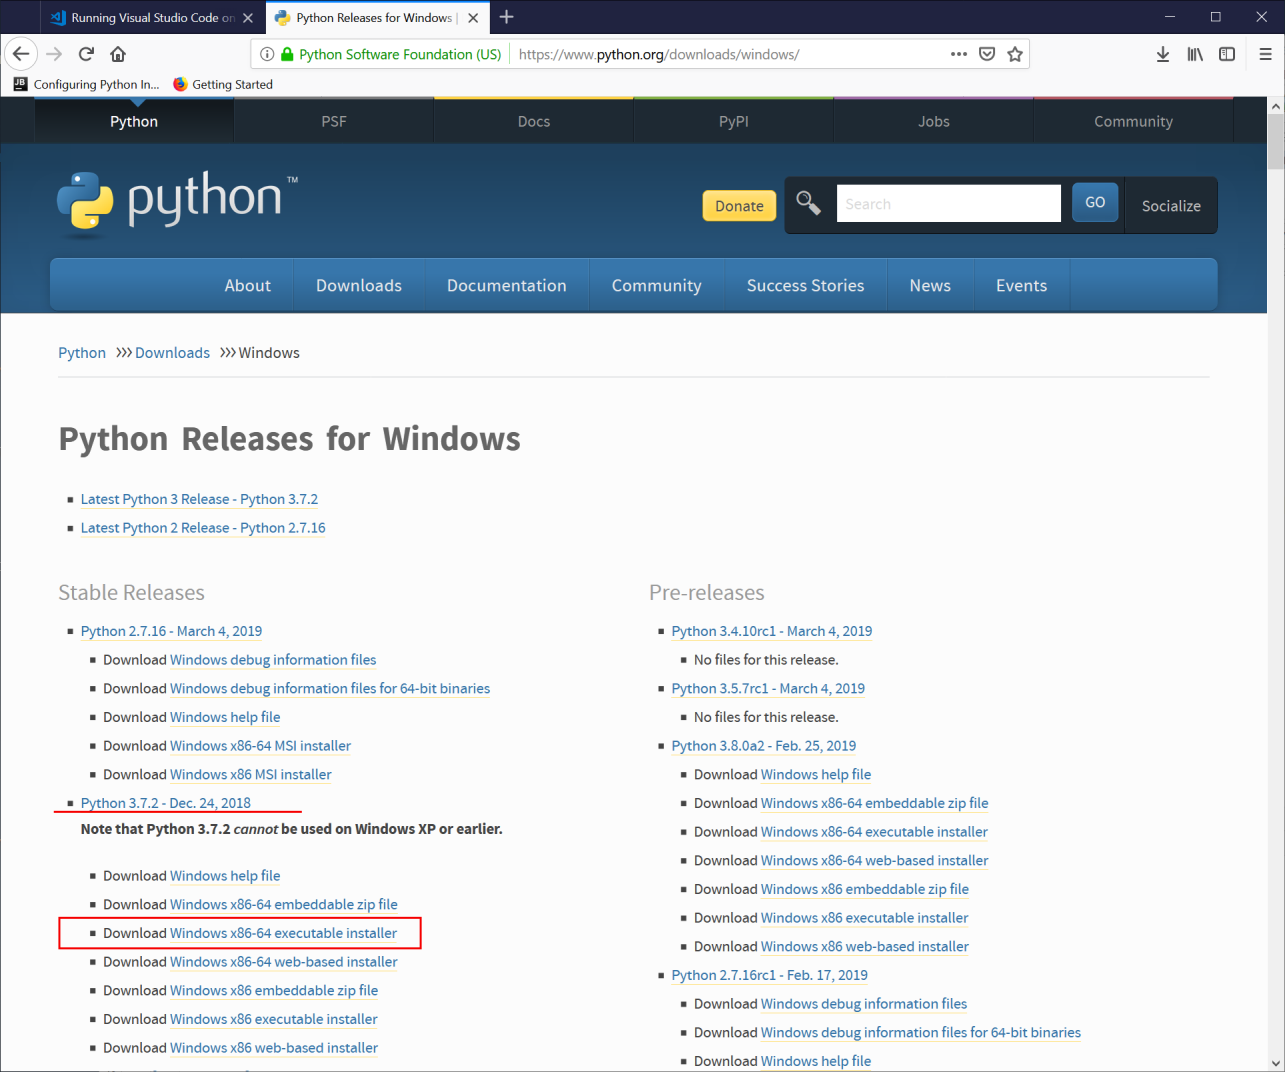 Running Visual Studio Code on
Python Releases for Windows |
Python Software Foundation (US)
https://www.python.org/downloads/windows/
JB
Configuring Python In...
Getting Started
Python
PSF
Docs
PyPI
Jobs
Community
python™
Donate
Search
GO
Socialize
About
Downloads
Documentation
Community
Success Stories
News
Events
Python >>> Downloads >>> Windows
Python Releases for Windows
Latest Python 3 Release - Python 3.7.2
Latest Python 2 Release - Python 2.7.16
Stable Releases
Python 2.7.16 - March 4, 2019
Download Windows debug information files
Download Windows debug information files for 64-bit binaries
Download Windows help file
Download Windows x86-64 MSI installer
Download Windows x86 MSI installer
Python 3.7.2 - Dec. 24, 2018
Note that Python 3.7.2 cannot be used on Windows XP or earlier.
Download Windows help file
Download Windows x86-64 embeddable zip file
Download Windows x86-64 executable installer
Download Windows x86-64 web-based installer
Download Windows x86 embeddable zip file
Download Windows x86 executable installer
Download Windows x86 web-based installer
Pre-releases
Python 3.4.10rc1 - March 4, 2019
No files for this release.
Python 3.5.7rc1 - March 4, 2019
No files for this release.
Python 3.8.0a2 - Feb. 25, 2019
Download Windows help file
Download Windows x86-64 embeddable zip file
Download Windows x86-64 executable installer
Download Windows x86-64 web-based installer
Download Windows x86 embeddable zip file
Download Windows x86 executable installer
Download Windows x86 web-based installer
Python 2.7.16rc1 - Feb. 17, 2019
Download Windows debug information files
Download Windows debug information files for 64-bit binaries
Download Windows help file